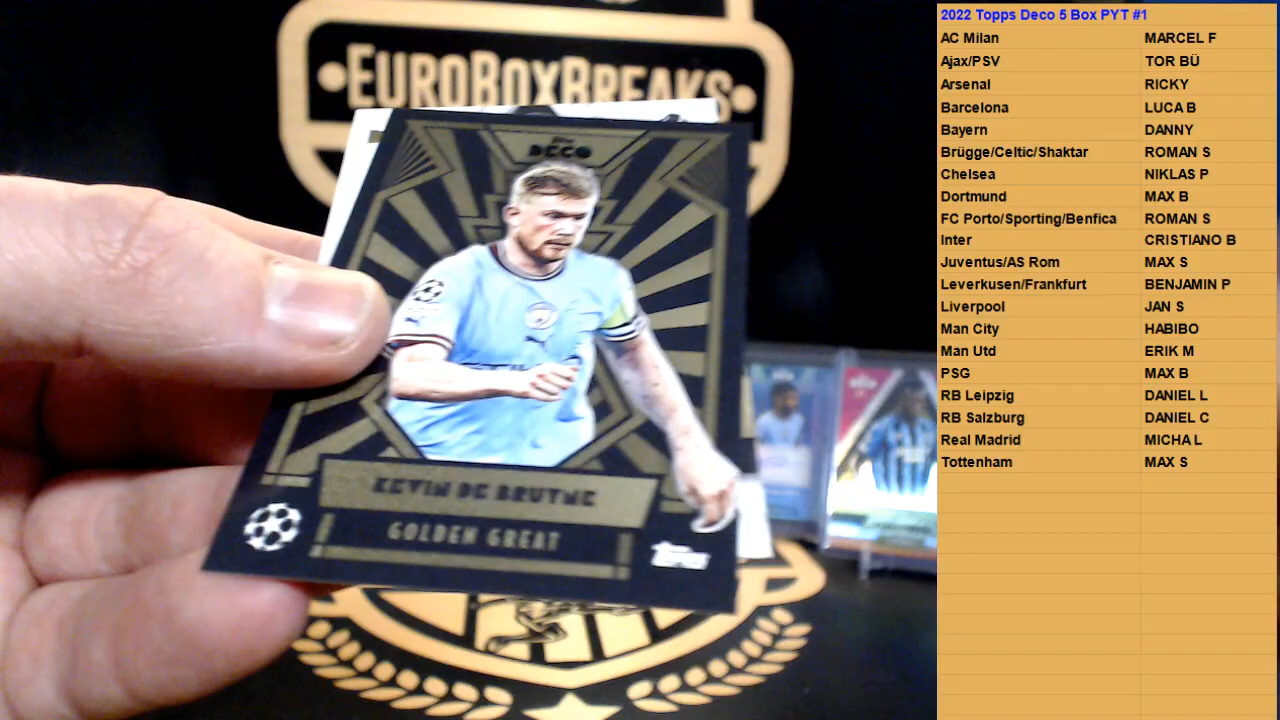 EUROBOXBREAKS
DECO
KEVIN DE BRUYNE
GOLDEN GREAT
Topps
2022 Topps Deco 5 Box PYT #1
AC Milan MARCEL F
Ajax/PSV TOR BÜ
Arsenal RICKY
Barcelona LUCA B
Bayern DANNY
Brügge/Celtic/Shaktar ROMAN S
Chelsea NIKLAS P
Dortmund MAX B
FC Porto/Sporting/Benfica ROMAN S
Inter CRISTIANO B
Juventus/AS Rom MAX S
Leverkusen/Frankfurt BENJAMIN P
Liverpool JAN S
Man City HABIBO
Man Utd ERIK M
PSG MAX B
RB Leipzig DANIEL L
RB Salzburg DANIEL C
Real Madrid MICHA L
Tottenham MAX S